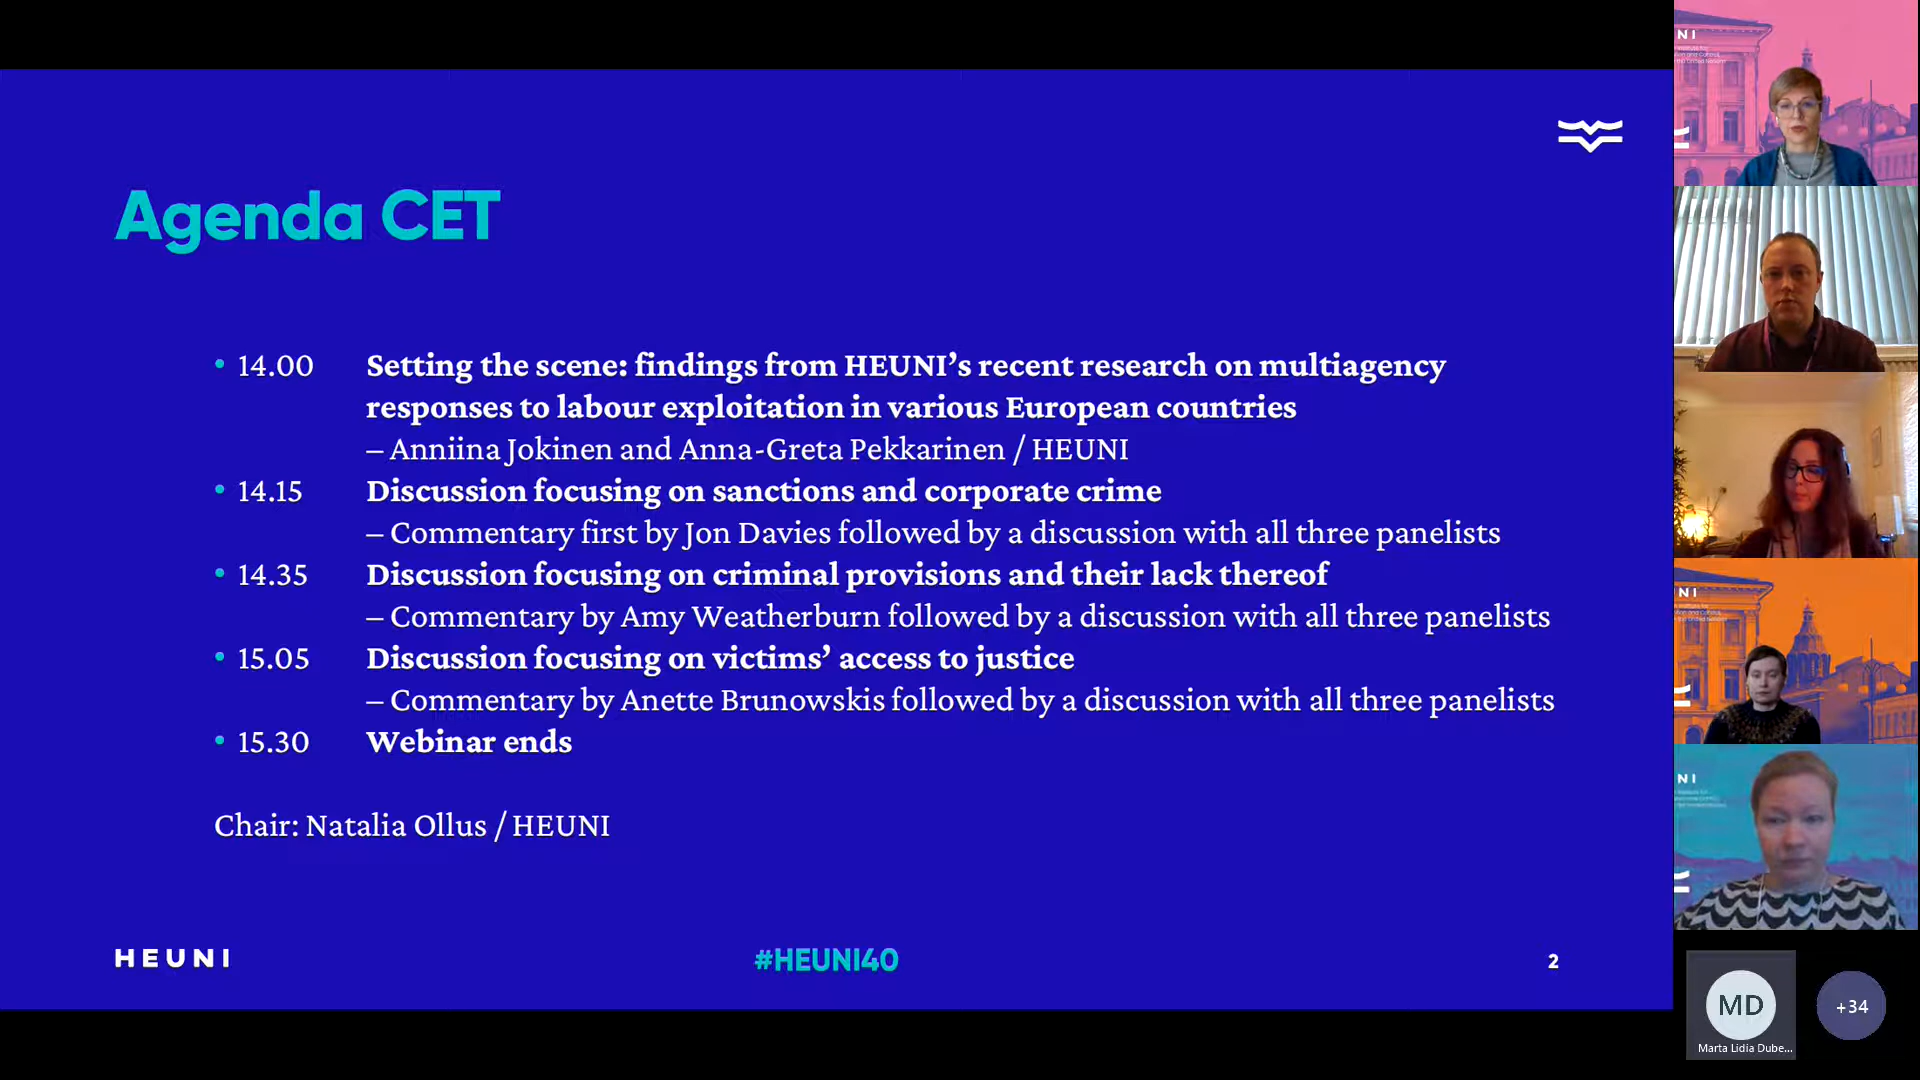 Agenda CET
• 14.00 Setting the scene: findings from HEUNI’s recent research on multiagency
responses to labour exploitation in various European countries
– Anniina Jokinen and Anna-Greta Pekkarinen / HEUNI
• 14.15 Discussion focusing on sanctions and corporate crime
– Commentary first by Jon Davies followed by a discussion with all three panelists
• 14.35 Discussion focusing on criminal provisions and their lack thereof
– Commentary by Amy Weatherburn followed by a discussion with all three panelists
• 15.05 Discussion focusing on victims’ access to justice
– Commentary by Anette Brunowskis followed by a discussion with all three panelists
• 15.30 Webinar ends
Chair: Natalia Ollus / HEUNI
HEUNI
#HEUNI40
2
NI
NI
NI
MD
+34
Marta Lidia Dube...